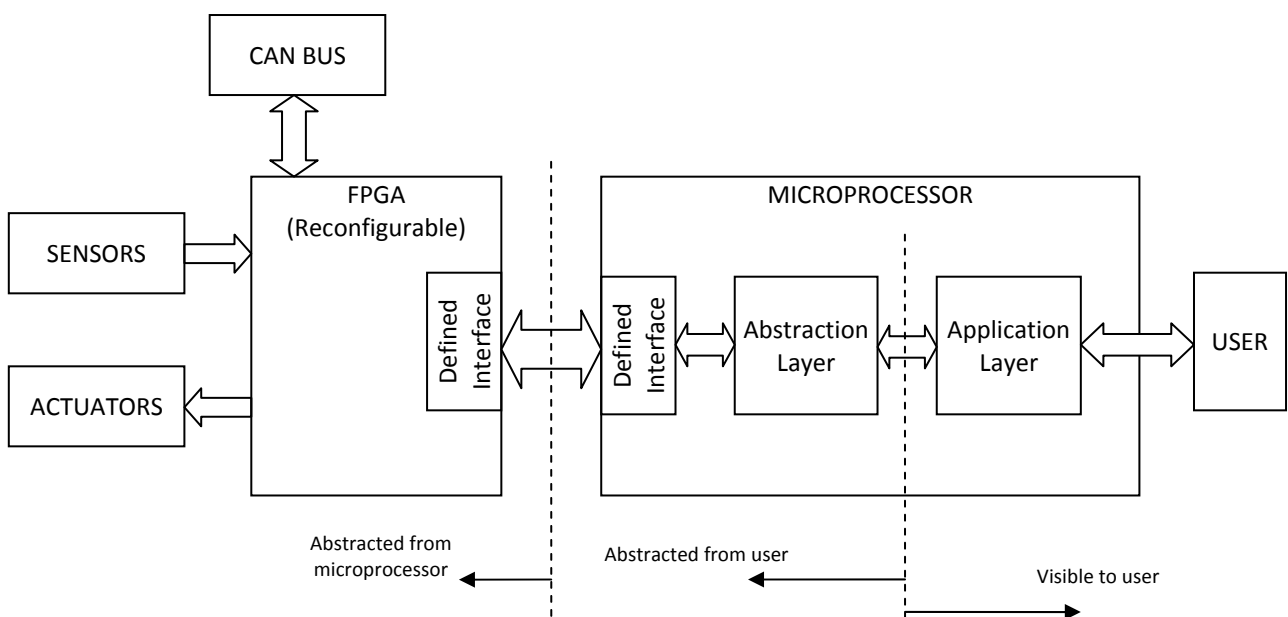 CAN BUS
FPGA
(Reconfigurable)
MICROPROCESSOR
SENSORS
ACTUATORS
Defined
Interface
Defined
Interface
Abstraction
Layer
Application
Layer
USER
Abstracted from
microprocessor
Abstracted from user
Visible to user